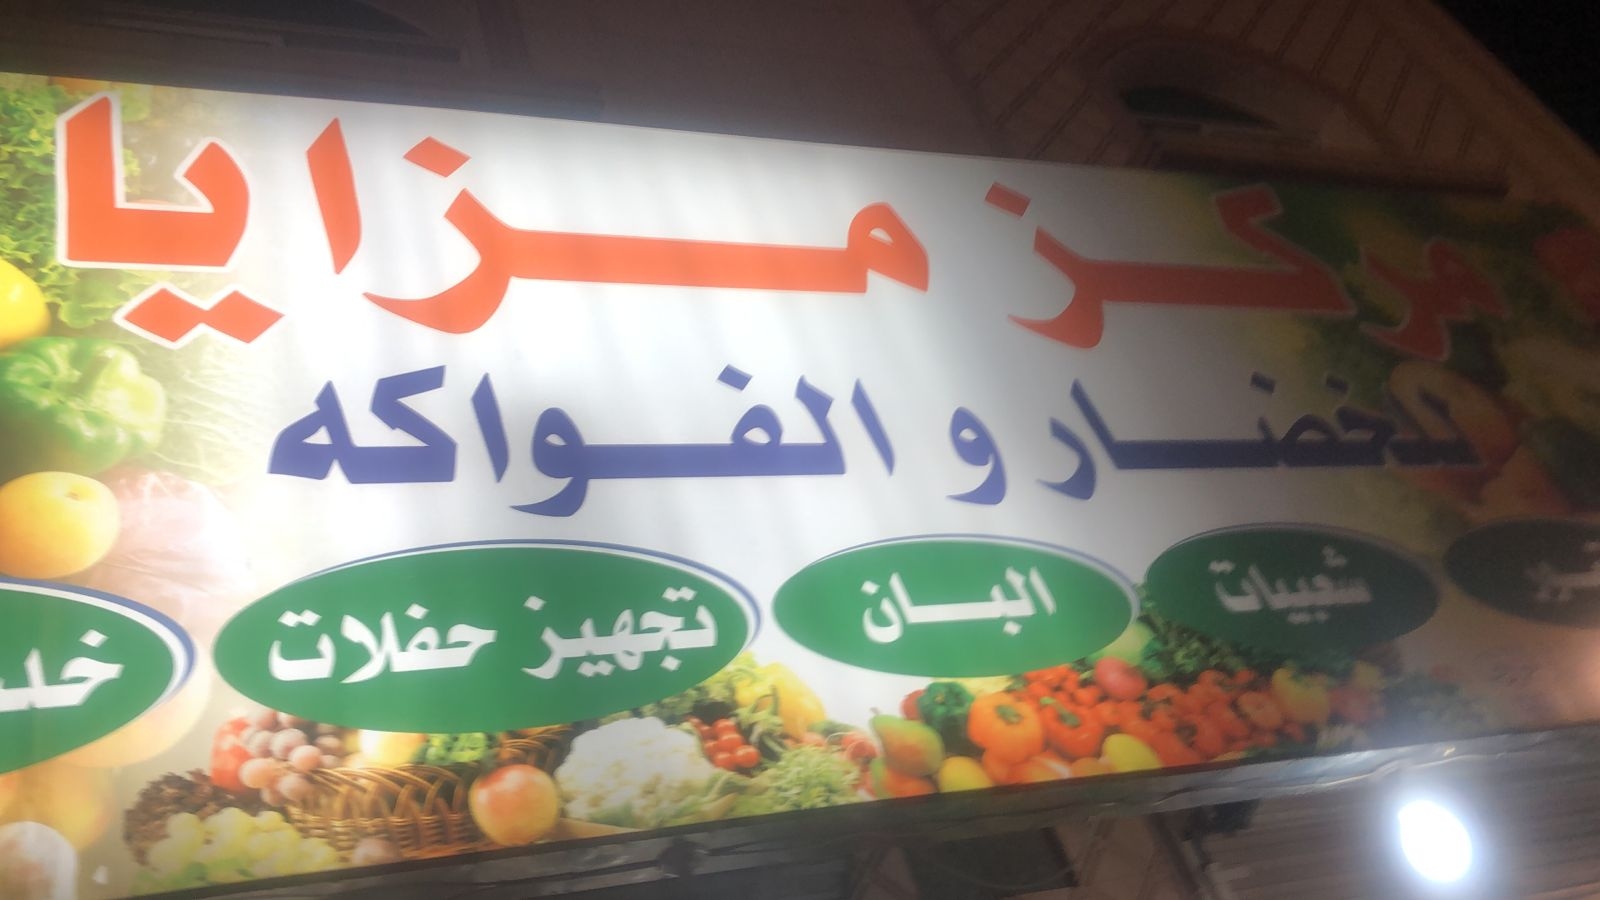 مركز مزايا
للخضار و الفواكه
شعبيات البان تجهيز حفلات